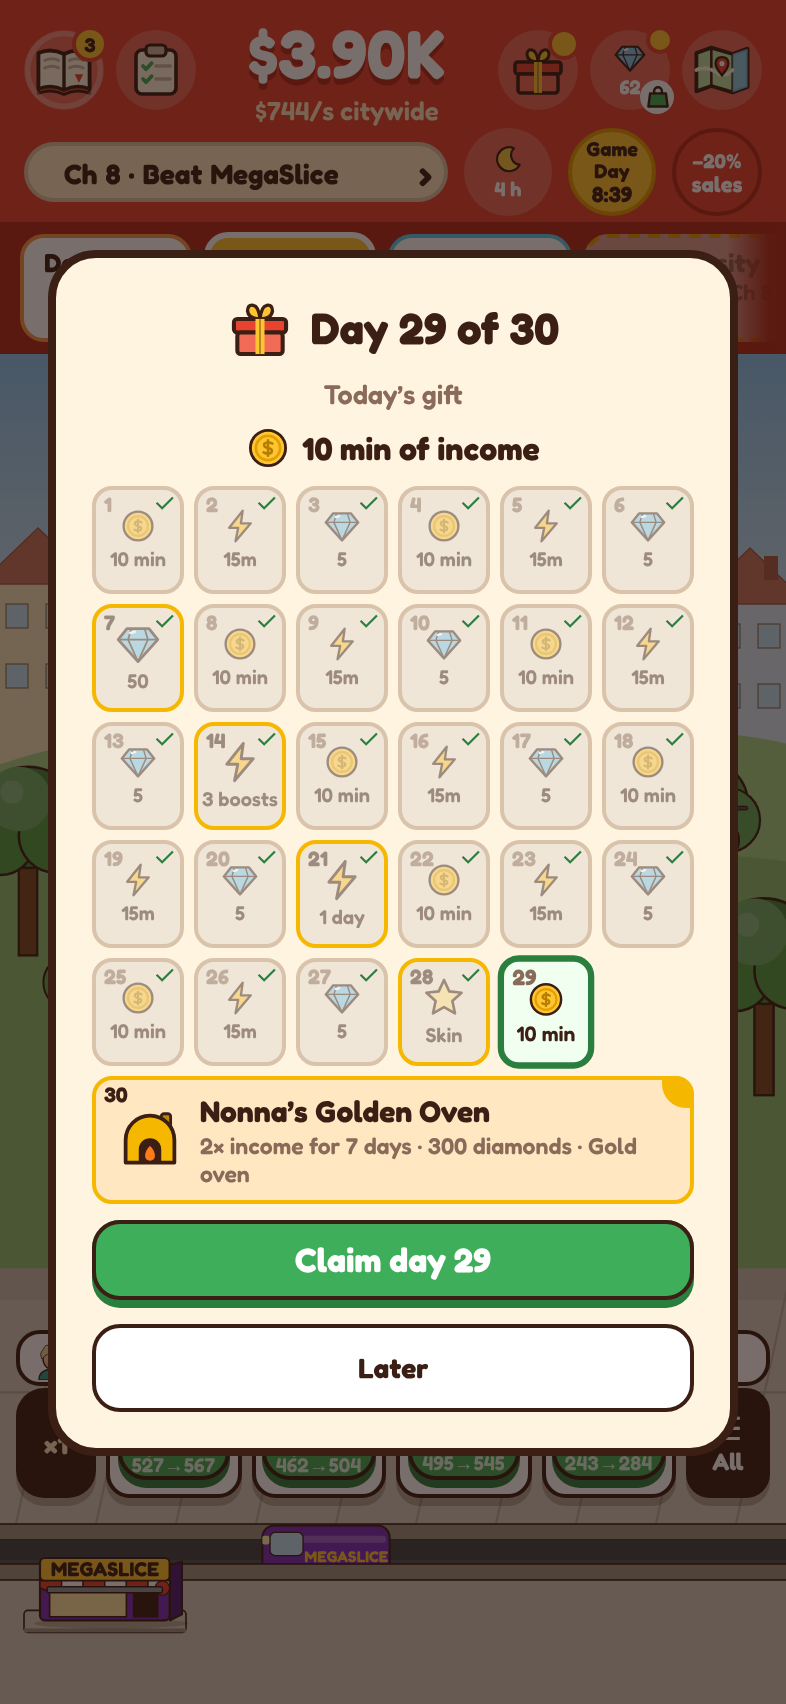 3
$3.90K
$744/s citywide
62
Ch 8 · Beat MegaSlice
4 h
Game
Day
8:39
−20%
sales
Day 29 of 30
Today's gift
10 min of income
1
10 min
2
15m
3
5
4
10 min
5
15m
6
5
7
50
8
10 min
9
15m
10
5
11
10 min
12
15m
13
5
14
3 boosts
15
10 min
16
15m
17
5
18
10 min
19
15m
20
5
21
1 day
22
10 min
23
15m
24
5
25
10 min
26
15m
27
5
28
Skin
29
10 min
30
Nonna's Golden Oven
2× income for 7 days · 300 diamonds · Gold
oven
Claim day 29
Later
527→567
462→504
495→545
243→284
All
MEGASLICE
MEGASLICE